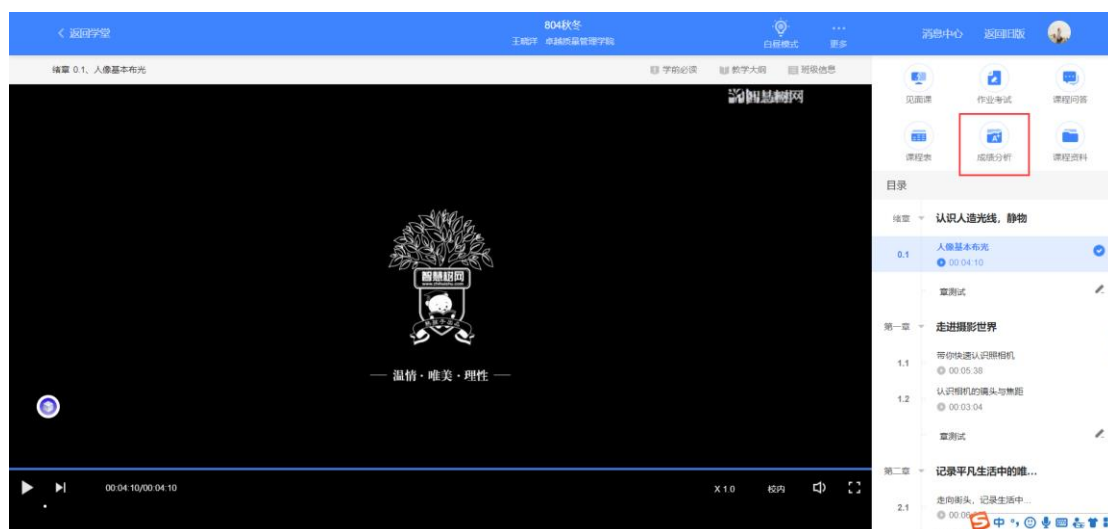 返回学堂
804秋冬
王晓洋 卓越质量管理学院
白昼模式
更多
消息中心 返回旧版
绪章 0.1、人像基本布光
学前必读 教学大纲 班级信息
智慧树网
见面课 作业考试 课程问答
课程表 成绩分析 课程资料
目录
绪章 认识人造光线，静物
0.1 人像基本布光
00:04:10
章测试
第一章 走进摄影世界
1.1 带你快速认识照相机
00:05:38
1.2 认识相机的镜头与焦距
00:03:04
章测试
第二章 记录平凡生活中的唯...
2.1 走向街头，记录生活中...
智慧树网
www.zhihuishu.com
温情·唯美·理性
00:04:10/00:04:10
X 1.0 校内
中